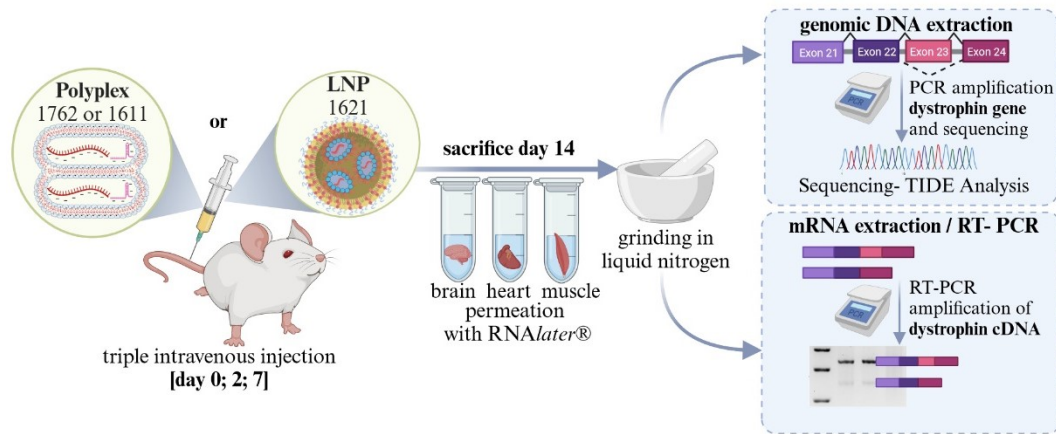 Polyplex
1762 or 1611
or
LNP
1621
triple intravenous injection
[day 0; 2; 7]
sacrifice day 14
brain heart muscle
permeation
with RNAlater®
grinding in
liquid nitrogen
genomic DNA extraction
Exon 21 Exon 22 Exon 23 Exon 24
PCR
PCR amplification
dystrophin gene
and sequencing
Sequencing- TIDE Analysis
mRNA extraction / RT- PCR
PCR
RT-PCR
amplification of
dystrophin cDNA